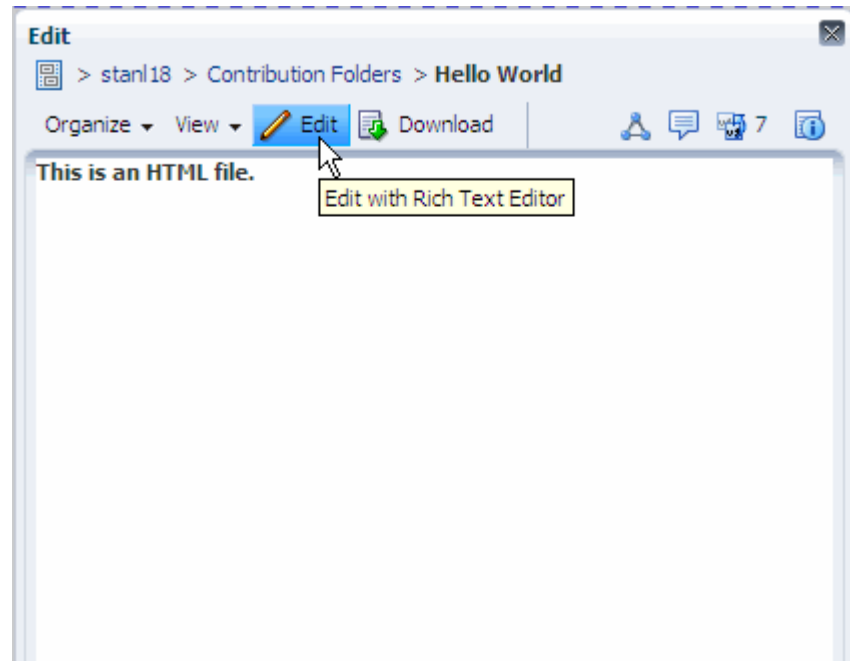 Edit
> stanl18 > Contribution Folders > Hello World
Organize View Edit Download 7
This is an HTML file.
Edit with Rich Text Editor